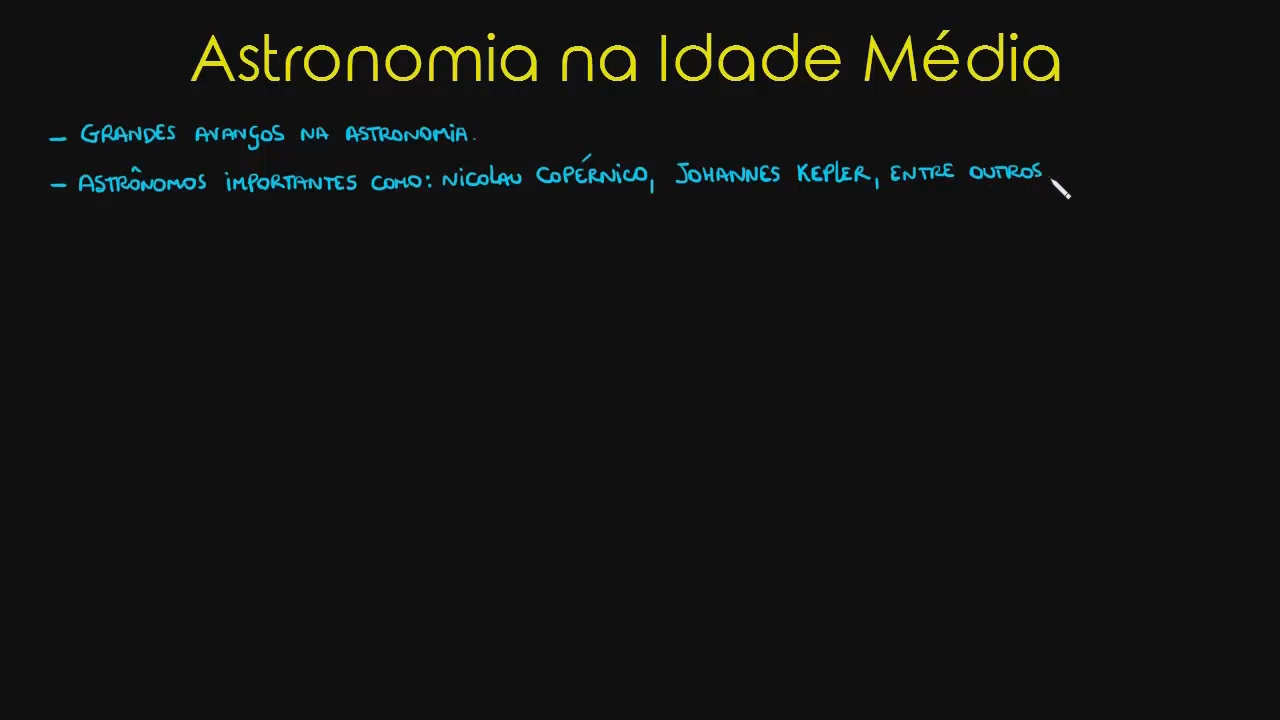 Astronomia na Idade Média
- GRANDES AVANÇOS NA ASTRONOMIA.
- ASTRÔNOMOS IMPORTANTES COMO: NICOLAU COPÉRNICO, JOHANNES KEPLER, ENTRE OUTROS